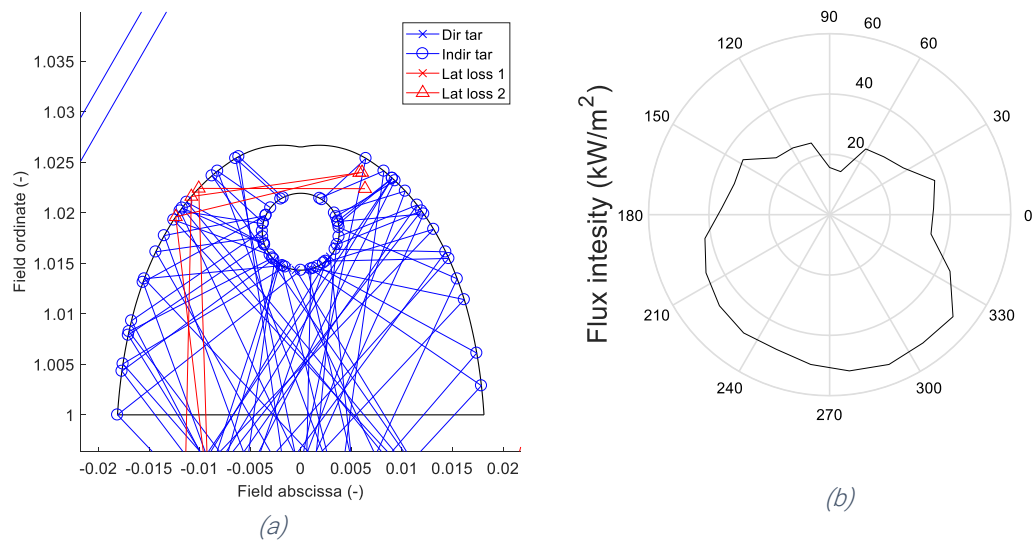 Dir tar
Indir tar
Lat loss 1
Lat loss 2
1.035
1.03
1.025
1.02
1.015
1.01
1.005
1
Field ordinate (-)
-0.02 -0.015 -0.01 -0.005 0 0.005 0.01 0.015 0.02
Field abscissa (-)
(a)
Flux intesity (kW/m²)
90
60
120
60
40
150
30
20
180
0
210
330
240
300
270
(b)